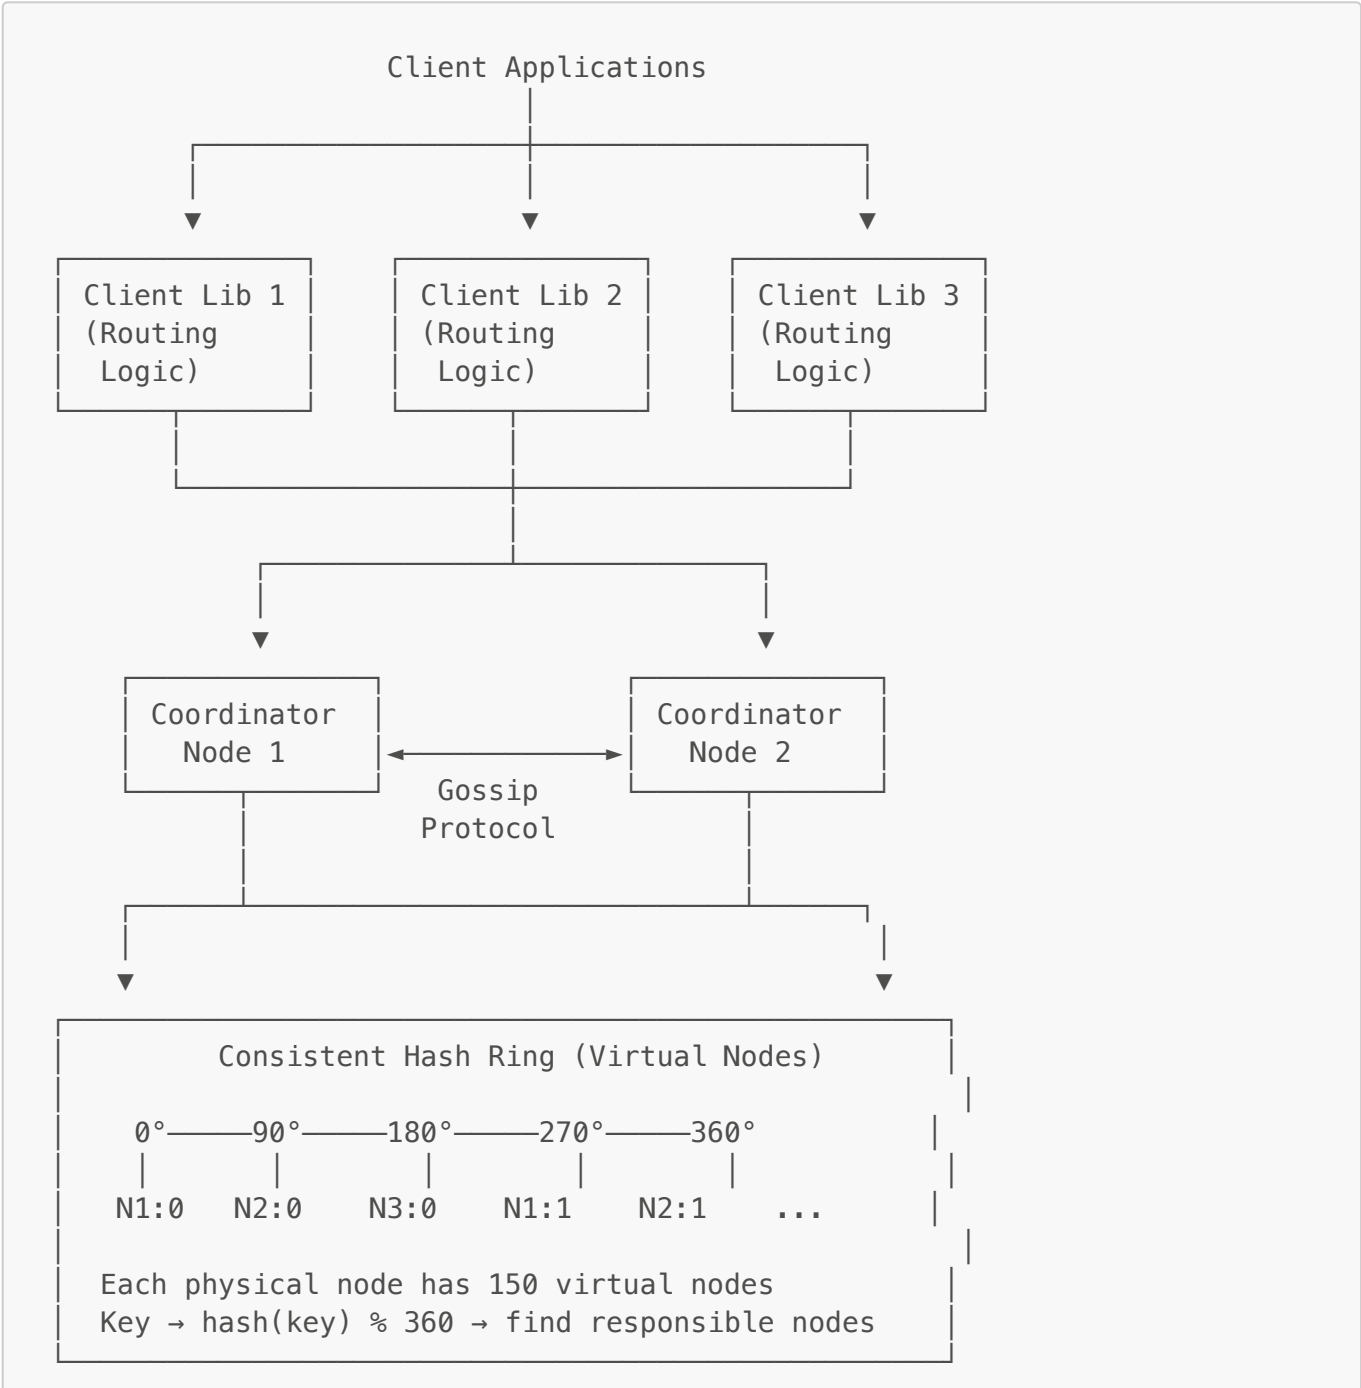 Client Applications
Client Lib 1 Client Lib 2 Client Lib 3
(Routing (Routing (Routing
Logic) Logic) Logic)
Coordinator Coordinator
Node 1 Node 2
Gossip
Protocol
Consistent Hash Ring (Virtual Nodes)
0° 90° 180° 270° 360°
N1:0 N2:0 N3:0 N1:1 N2:1 ...
Each physical node has 150 virtual nodes
Key → hash(key) % 360 → find responsible nodes